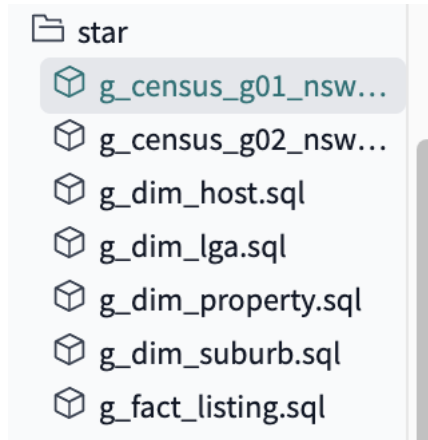 star
g_census_g01_nsw...
g_census_g02_nsw...
g_dim_host.sql
g_dim_lga.sql
g_dim_property.sql
g_dim_suburb.sql
g_fact_listing.sql